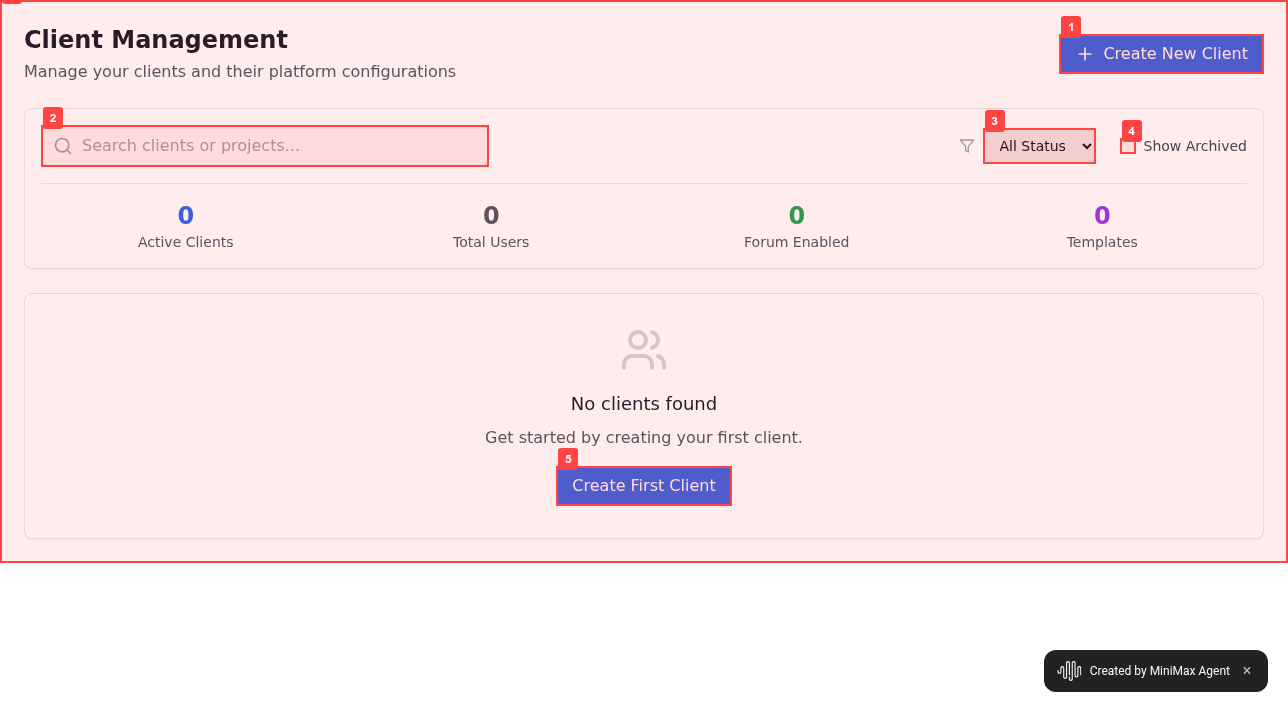 Client Management
Manage your clients and their platform configurations
1
Create New Client
2
Search clients or projects...
3
All Status
4
Show Archived
0
Active Clients
0
Total Users
0
Forum Enabled
0
Templates
No clients found
Get started by creating your first client.
5
Create First Client
Created by MiniMax Agent
×